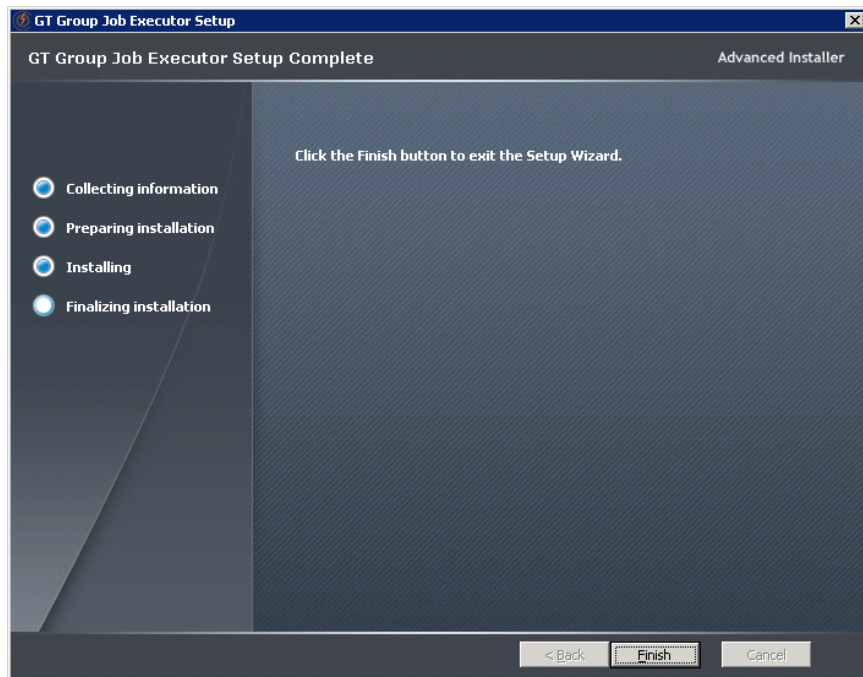 GT Group Job Executor Setup
GT Group Job Executor Setup Complete
Advanced Installer
Click the Finish button to exit the Setup Wizard.
Collecting information
Preparing installation
Installing
Finalizing installation
< Back
Finish
Cancel